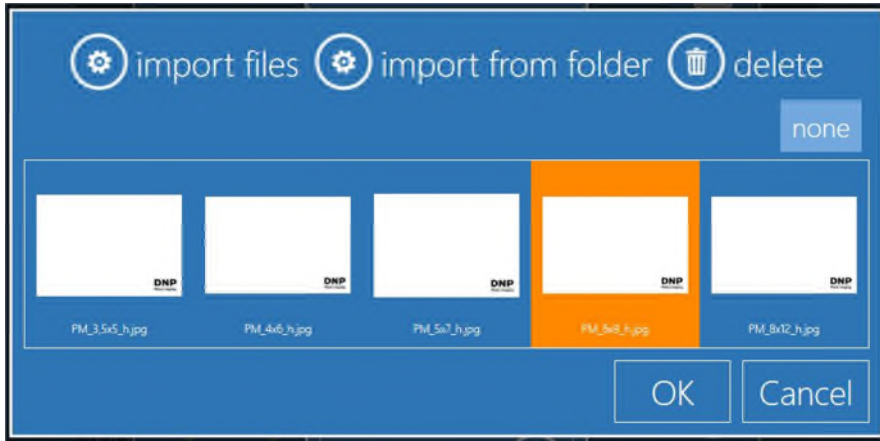 import files import from folder delete
none
DNP DNP DNP DNP DNP
PM_3,5x5_h.jpg PM_4x6_h.jpg PM_5x7_h.jpg PM_6x8_h.jpg PM_8x12_h.jpg
OK Cancel